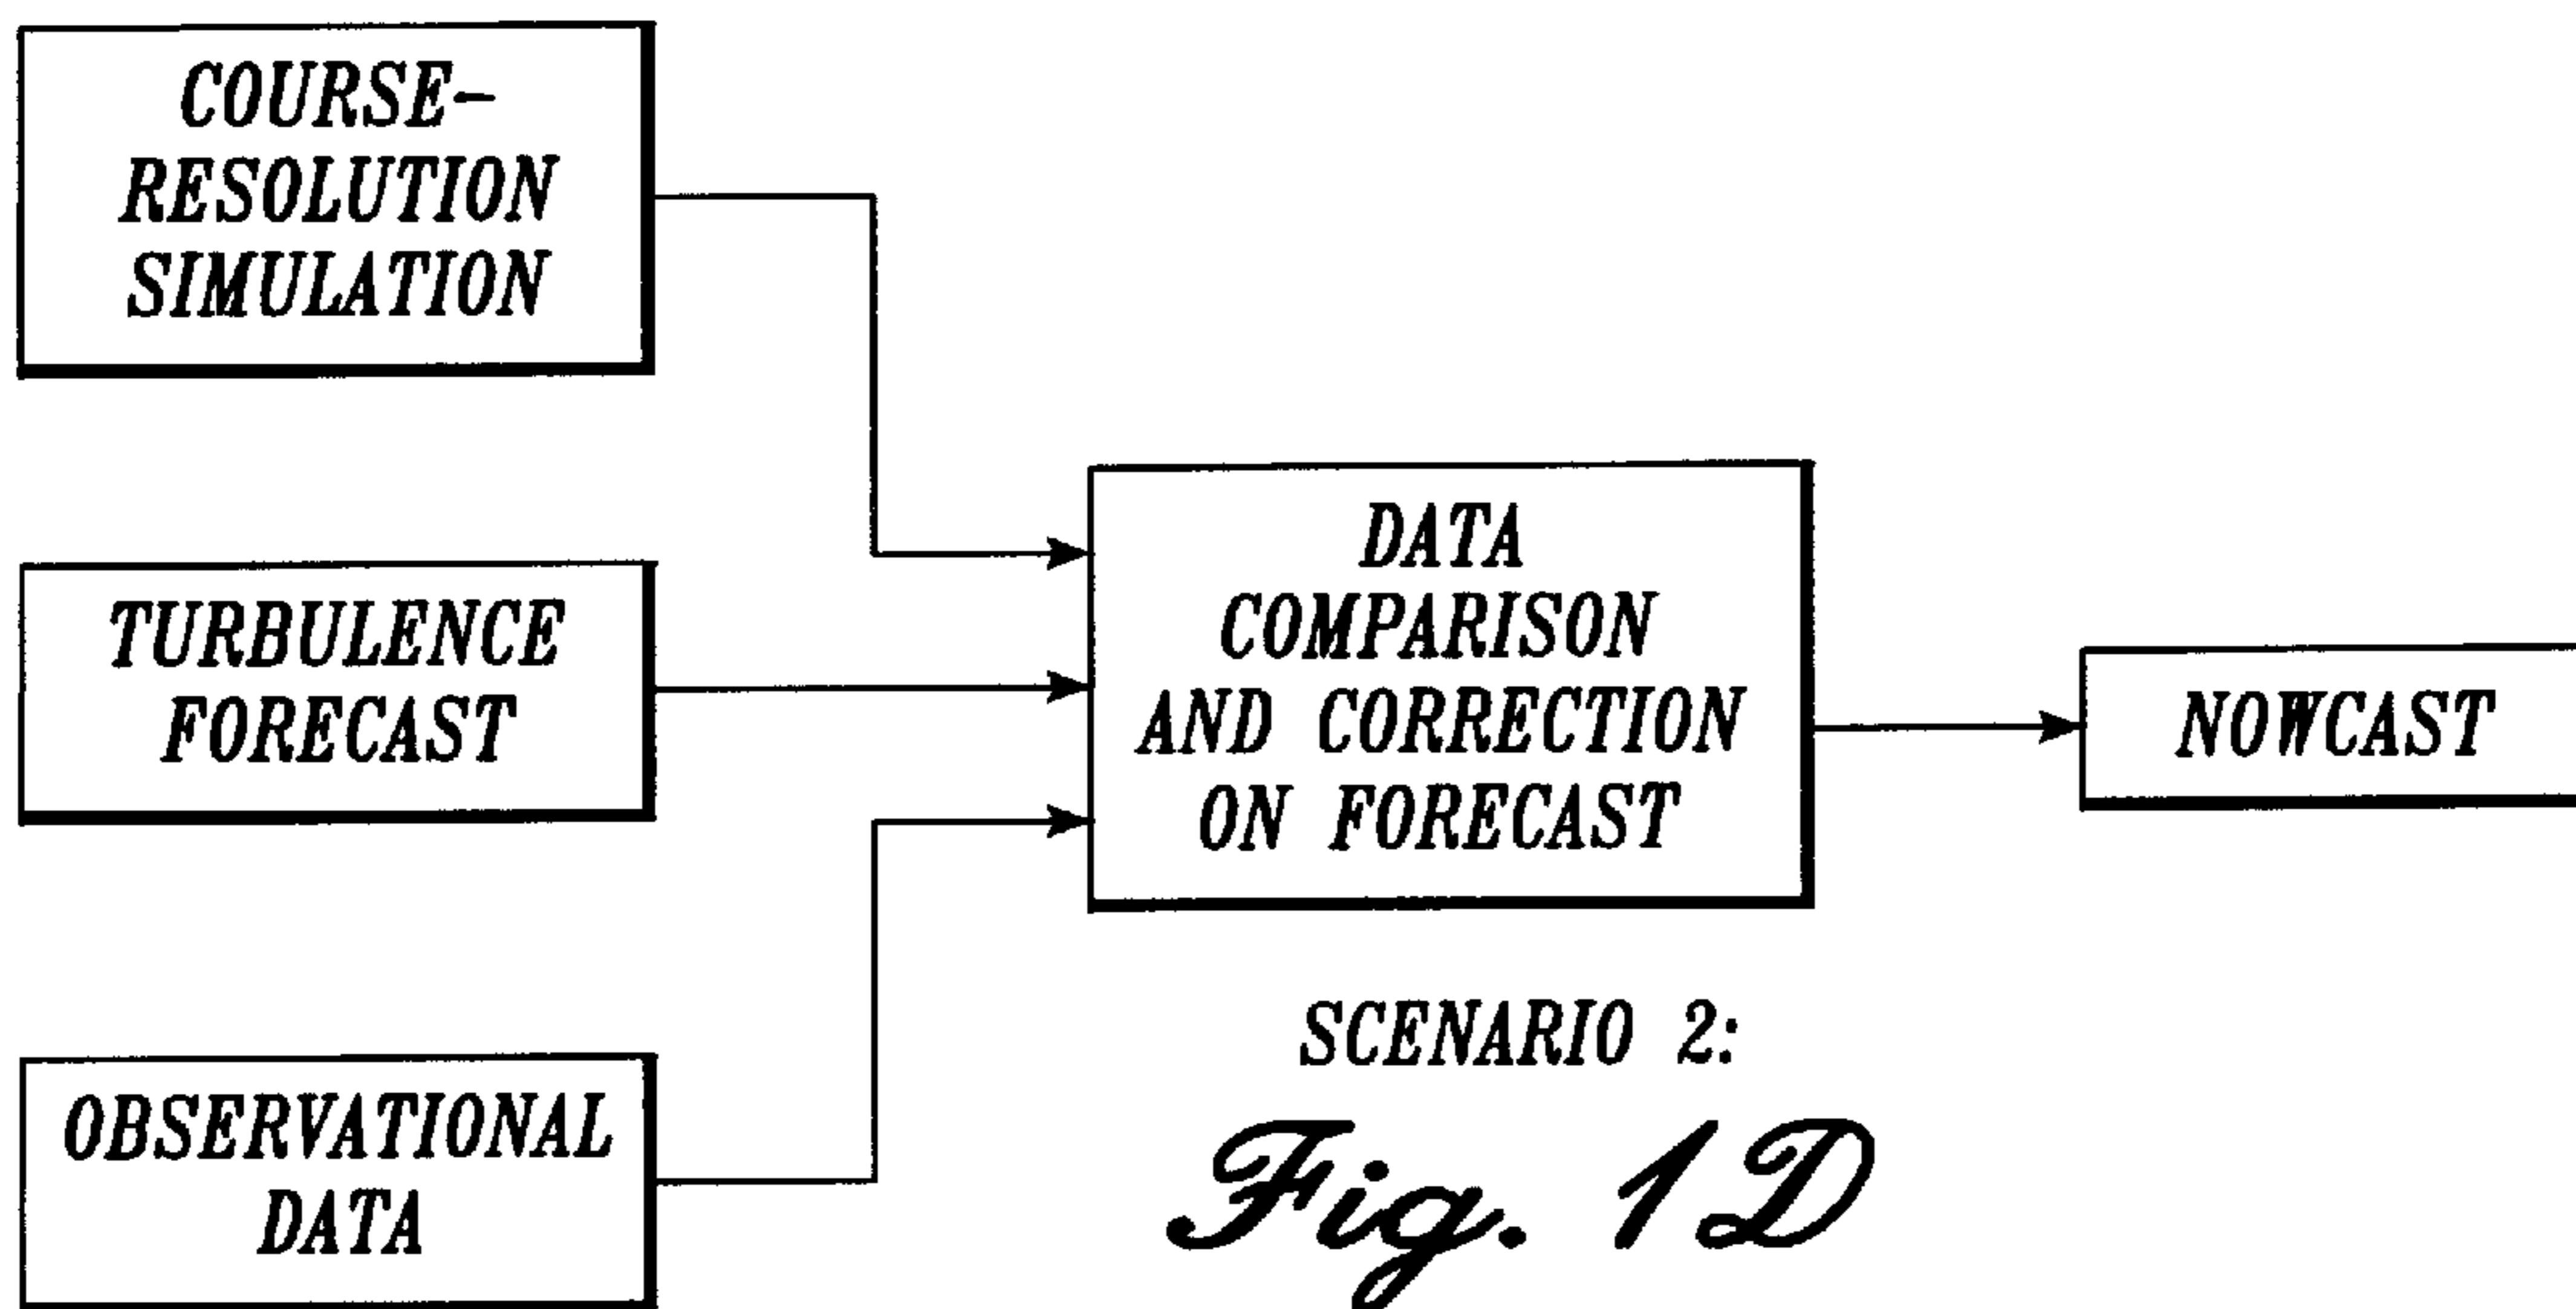 COURSE-
RESOLUTION
SIMULATION
TURBULENCE
FORECAST
OBSERVATIONAL
DATA
DATA
COMPARISON
AND CORRECTION
ON FORECAST
NOWCAST
SCENARIO 2:
Fig. 1D